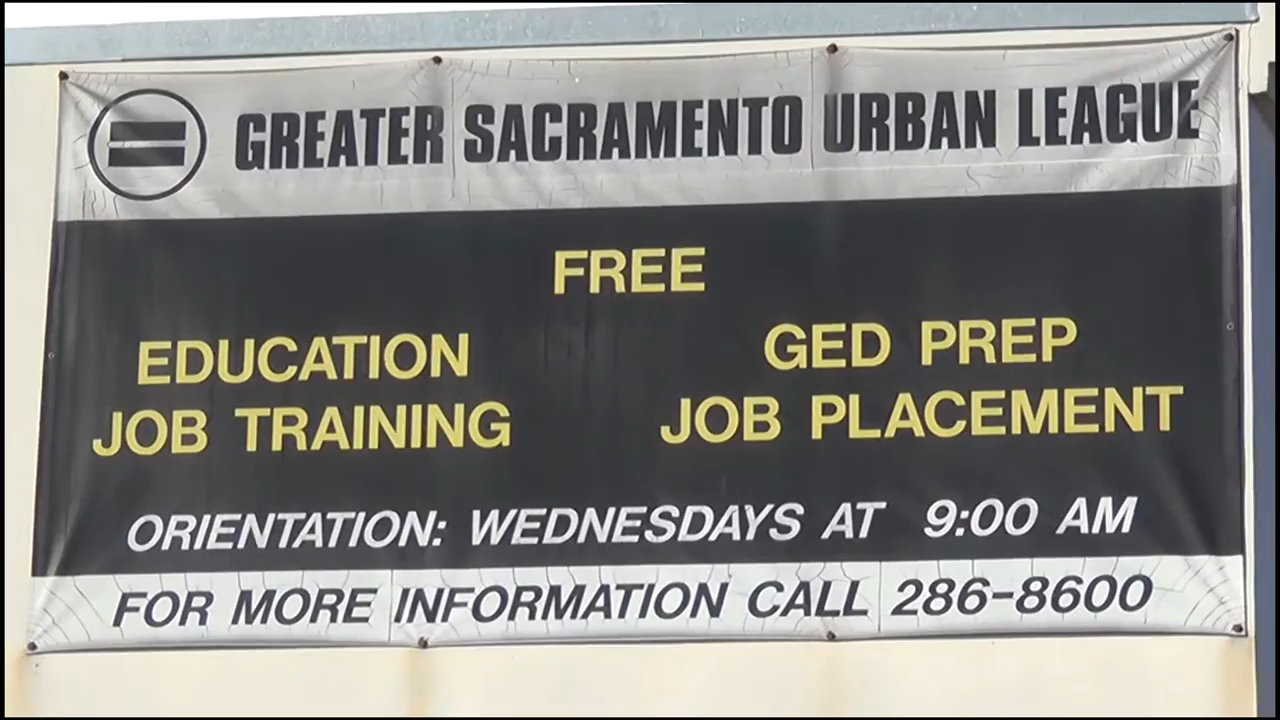 GREATER SACRAMENTO URBAN LEAGUE
FREE
EDUCATION
JOB TRAINING
GED PREP
JOB PLACEMENT
ORIENTATION: WEDNESDAYS AT 9:00 AM
FOR MORE INFORMATION CALL 286-8600